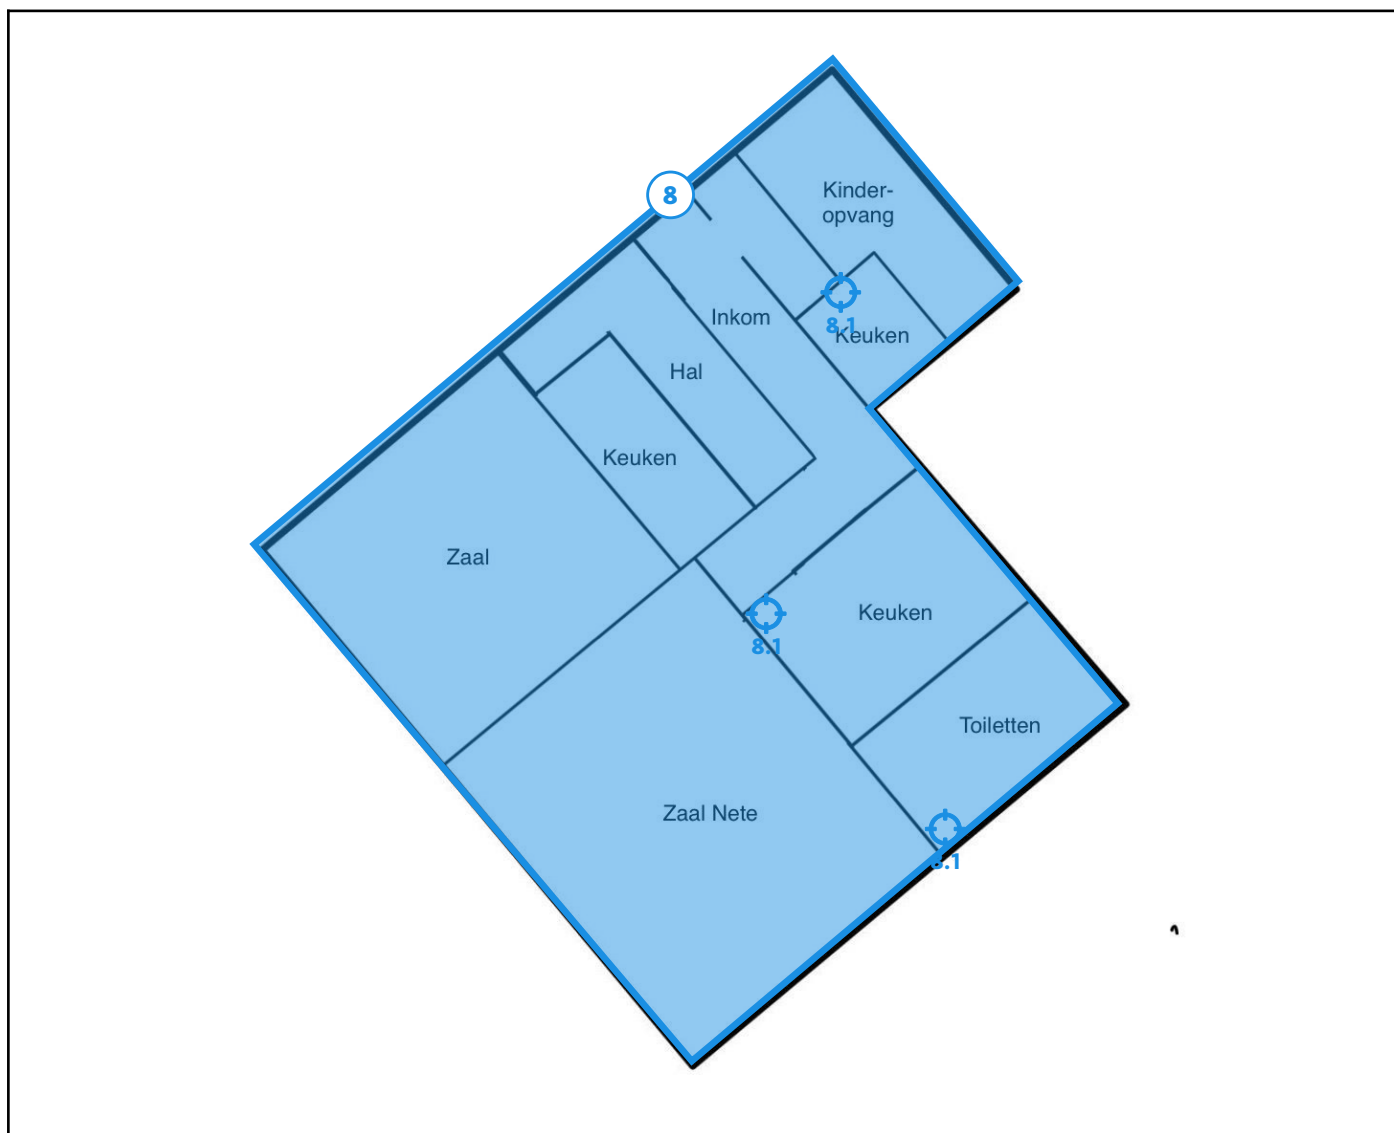 8
Kinder-
opvang
Inkom
8.1
Keuken
Hal
Keuken
Zaal
Keuken
8.1
Toiletten
Zaal Nete
8.1